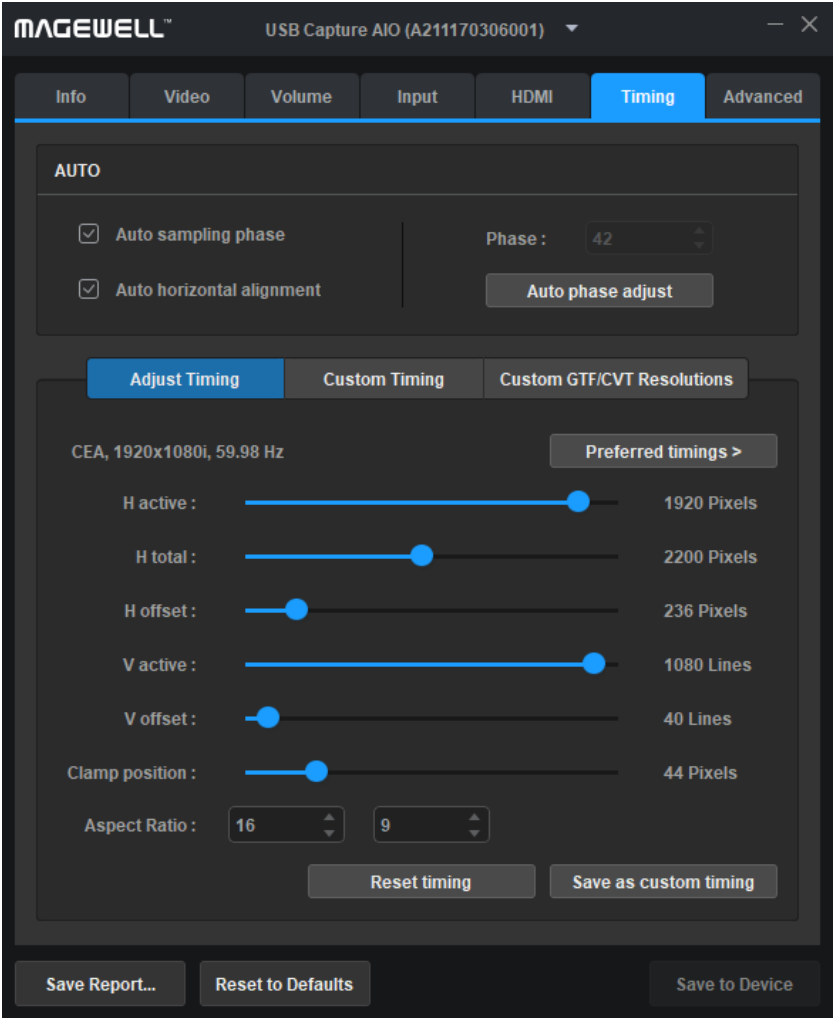 MAGEWELL™ USB Capture AIO (A211170306001)
Info Video Volume Input HDMI Timing Advanced
AUTO
Auto sampling phase Phase : 42
Auto horizontal alignment Auto phase adjust
Adjust Timing Custom Timing Custom GTF/CVT Resolutions
CEA, 1920x1080i, 59.98 Hz Preferred timings >
H active : 1920 Pixels
H total : 2200 Pixels
H offset : 236 Pixels
V active : 1080 Lines
V offset : 40 Lines
Clamp position : 44 Pixels
Aspect Ratio : 16 9
Reset timing Save as custom timing
Save Report... Reset to Defaults Save to Device